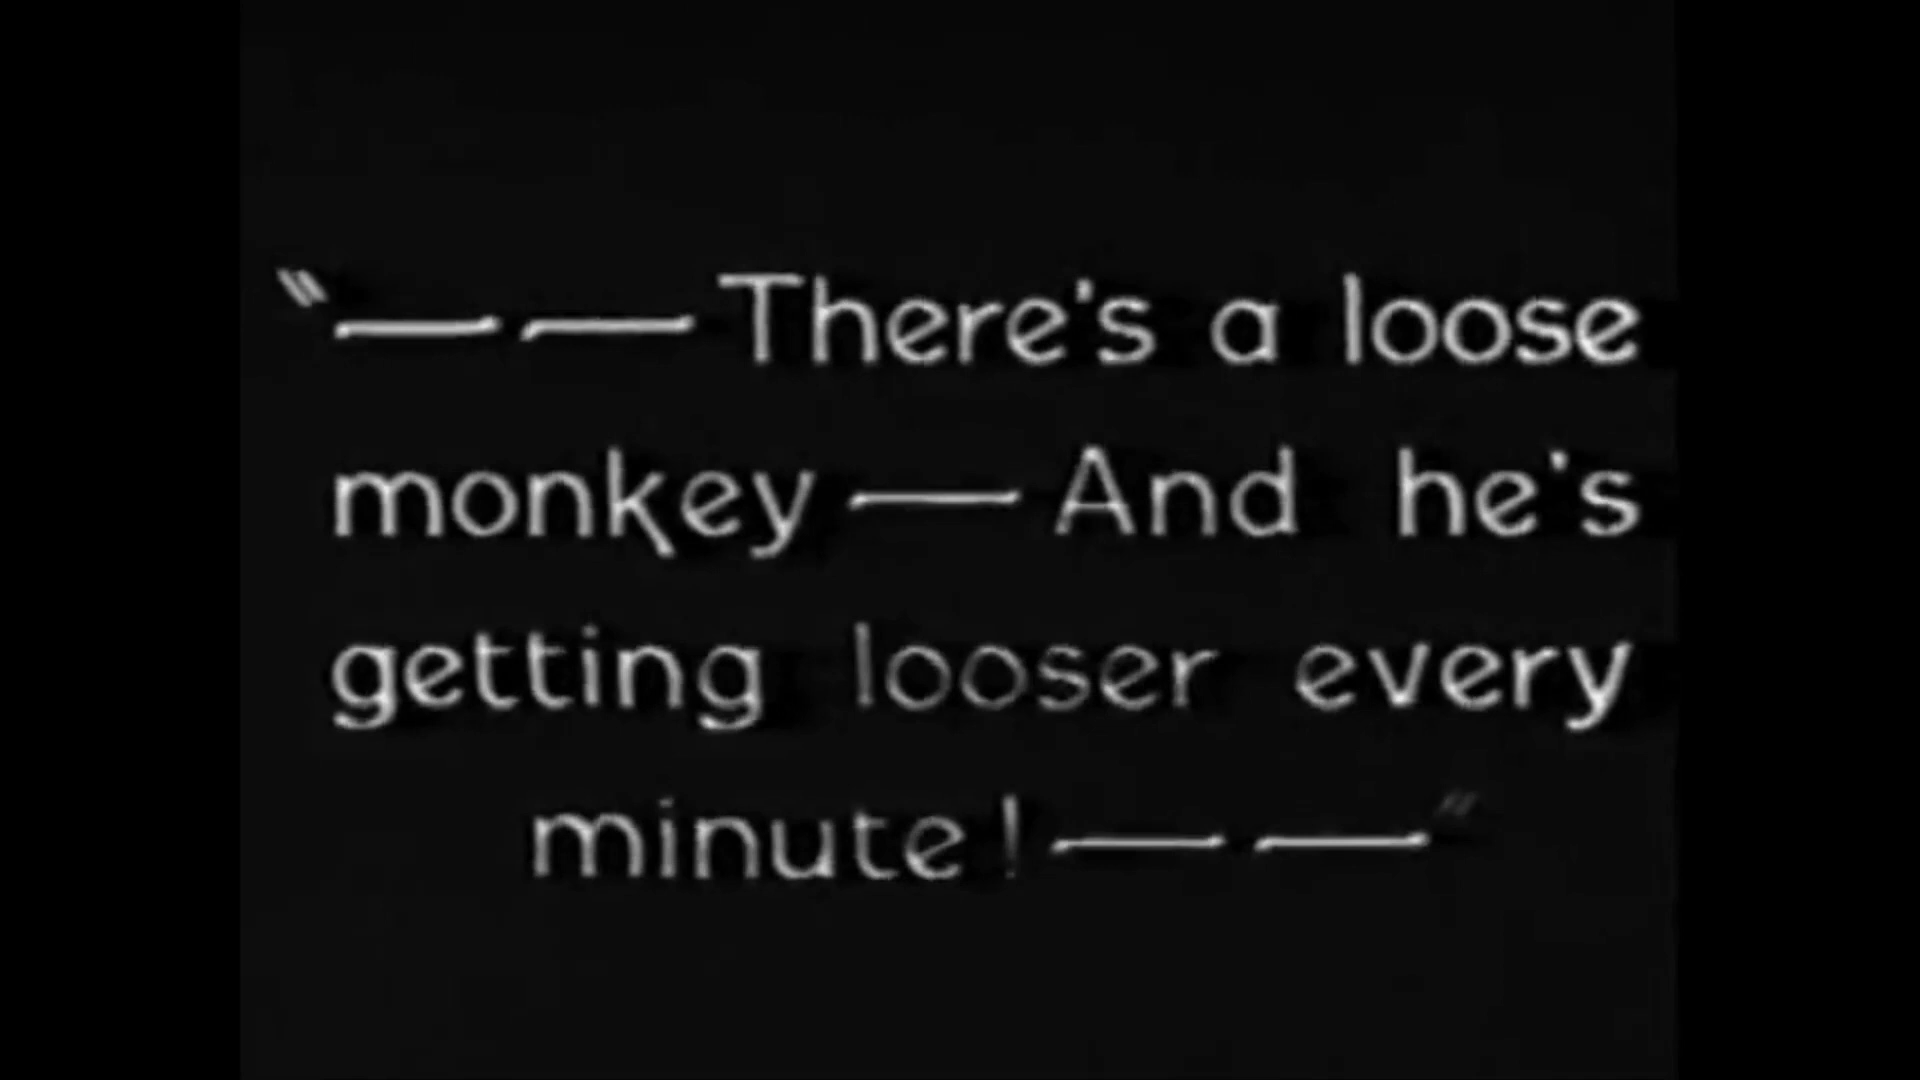 “— — There's a loose
monkey — And he's
getting looser every
minute! — —”